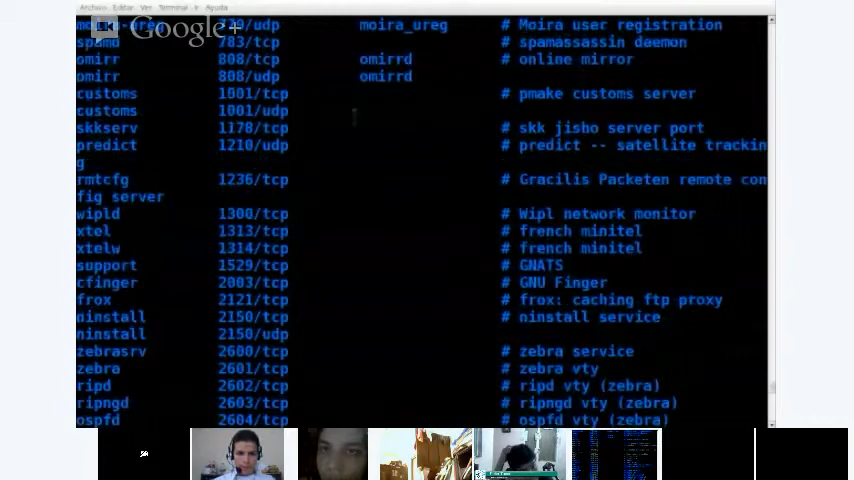 Archivo Editar Ver Terminal Ayuda
Google+
779/udp moira_ureg # Moira user registration
spamd 783/tcp # spamassassin daemon
omirr 808/tcp omirrd # online mirror
omirr 808/udp omirrd
customs 1001/tcp # pmake customs server
customs 1001/udp
skkserv 1178/tcp # skk jisho server port
predict 1210/udp # predict -- satellite trackin
g
rmtcfg 1236/tcp # Gracilis Packeten remote con
fig server
wipld 1300/tcp # Wipl network monitor
xtel 1313/tcp # french minitel
xtelw 1314/tcp # french minitel
support 1529/tcp # GNATS
cfinger 2003/tcp # GNU Finger
frox 2121/tcp # frox: caching ftp proxy
ninstall 2150/tcp # ninstall service
ninstall 2150/udp
zebrasrv 2600/tcp # zebra service
zebra 2601/tcp # zebra vty
ripd 2602/tcp # ripd vty (zebra)
ripngd 2603/tcp # ripngd vty (zebra)
ospfd 2604/tcp # ospfd vty (zebra)